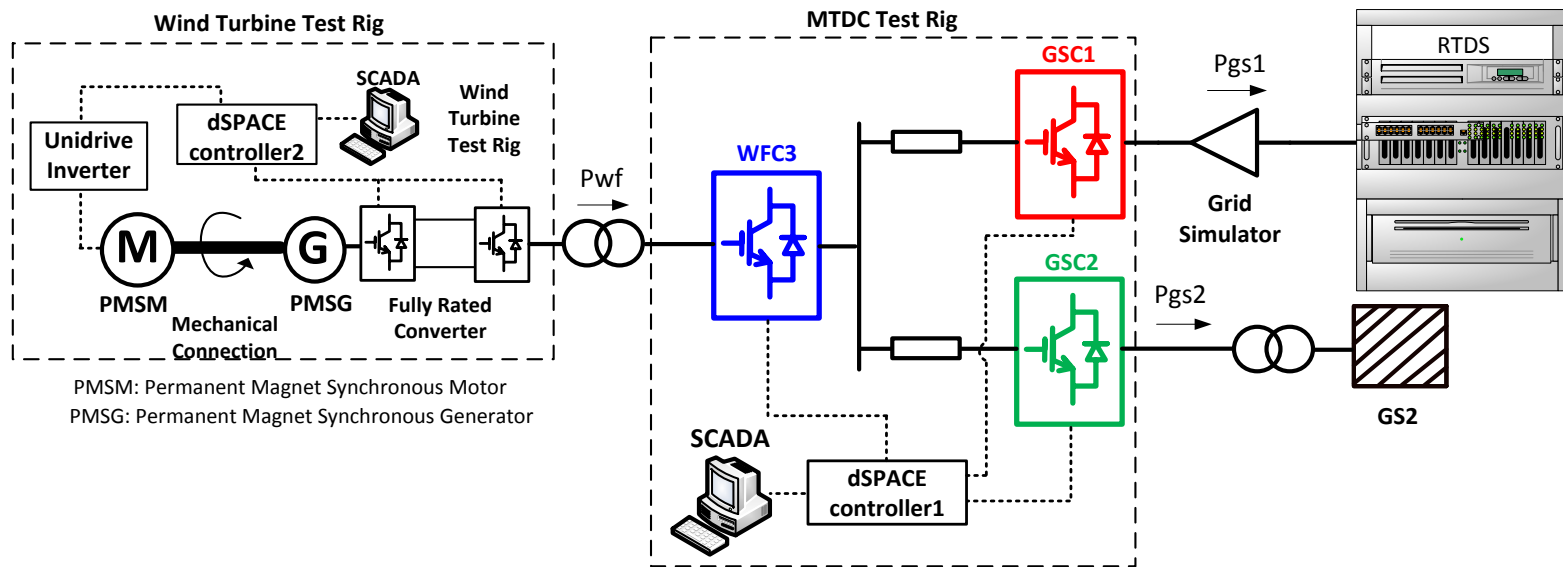 Wind Turbine Test Rig
SCADA
Wind
Turbine
Test Rig
dSPACE
controller2
Unidrive
Inverter
M
G
PMSM
PMSG
Mechanical
Connection
Fully Rated
Converter
PMSM: Permanent Magnet Synchronous Motor
PMSG: Permanent Magnet Synchronous Generator
Pwf
MTDC Test Rig
WFC3
GSC1
GSC2
SCADA
dSPACE
controller1
Pgs1
Grid
Simulator
RTDS
Pgs2
GS2